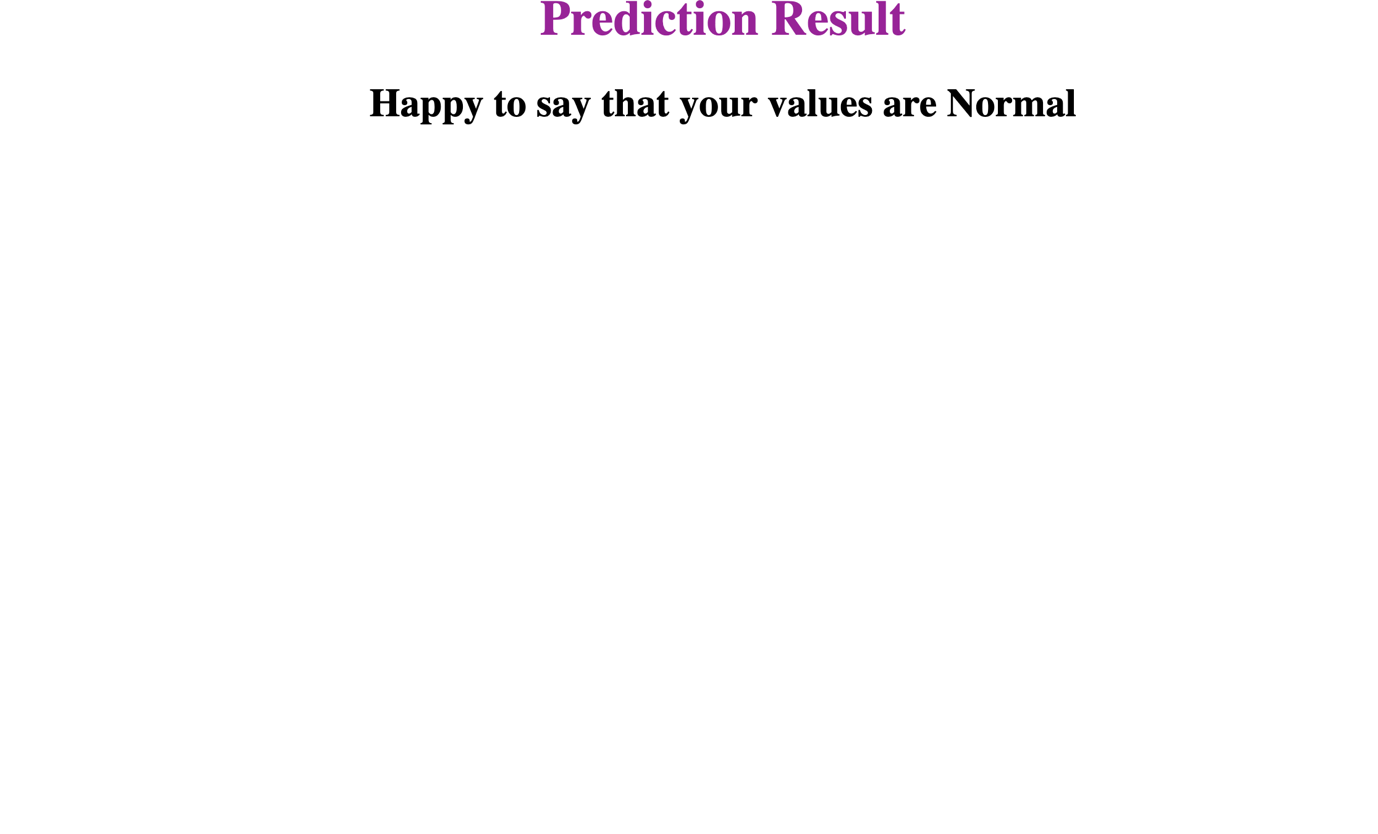 Prediction Result
Happy to say that your values are Normal